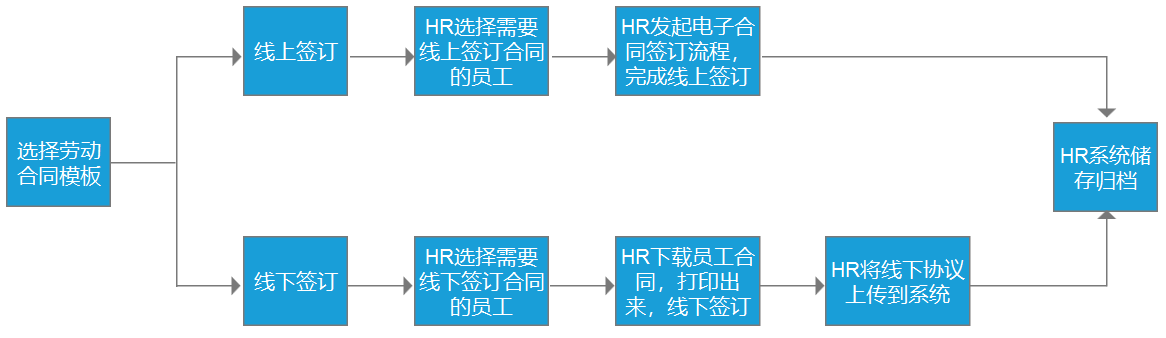 选择劳动
合同模板
线上签订
HR选择需要
线上签订合同
的员工
HR发起电子合
同签订流程，
完成线上签订
线下签订
HR选择需要
线下签订合同
的员工
HR下载员工合
同，打印出
来，线下签订
HR将线下协议
上传到系统
HR系统储
存归档